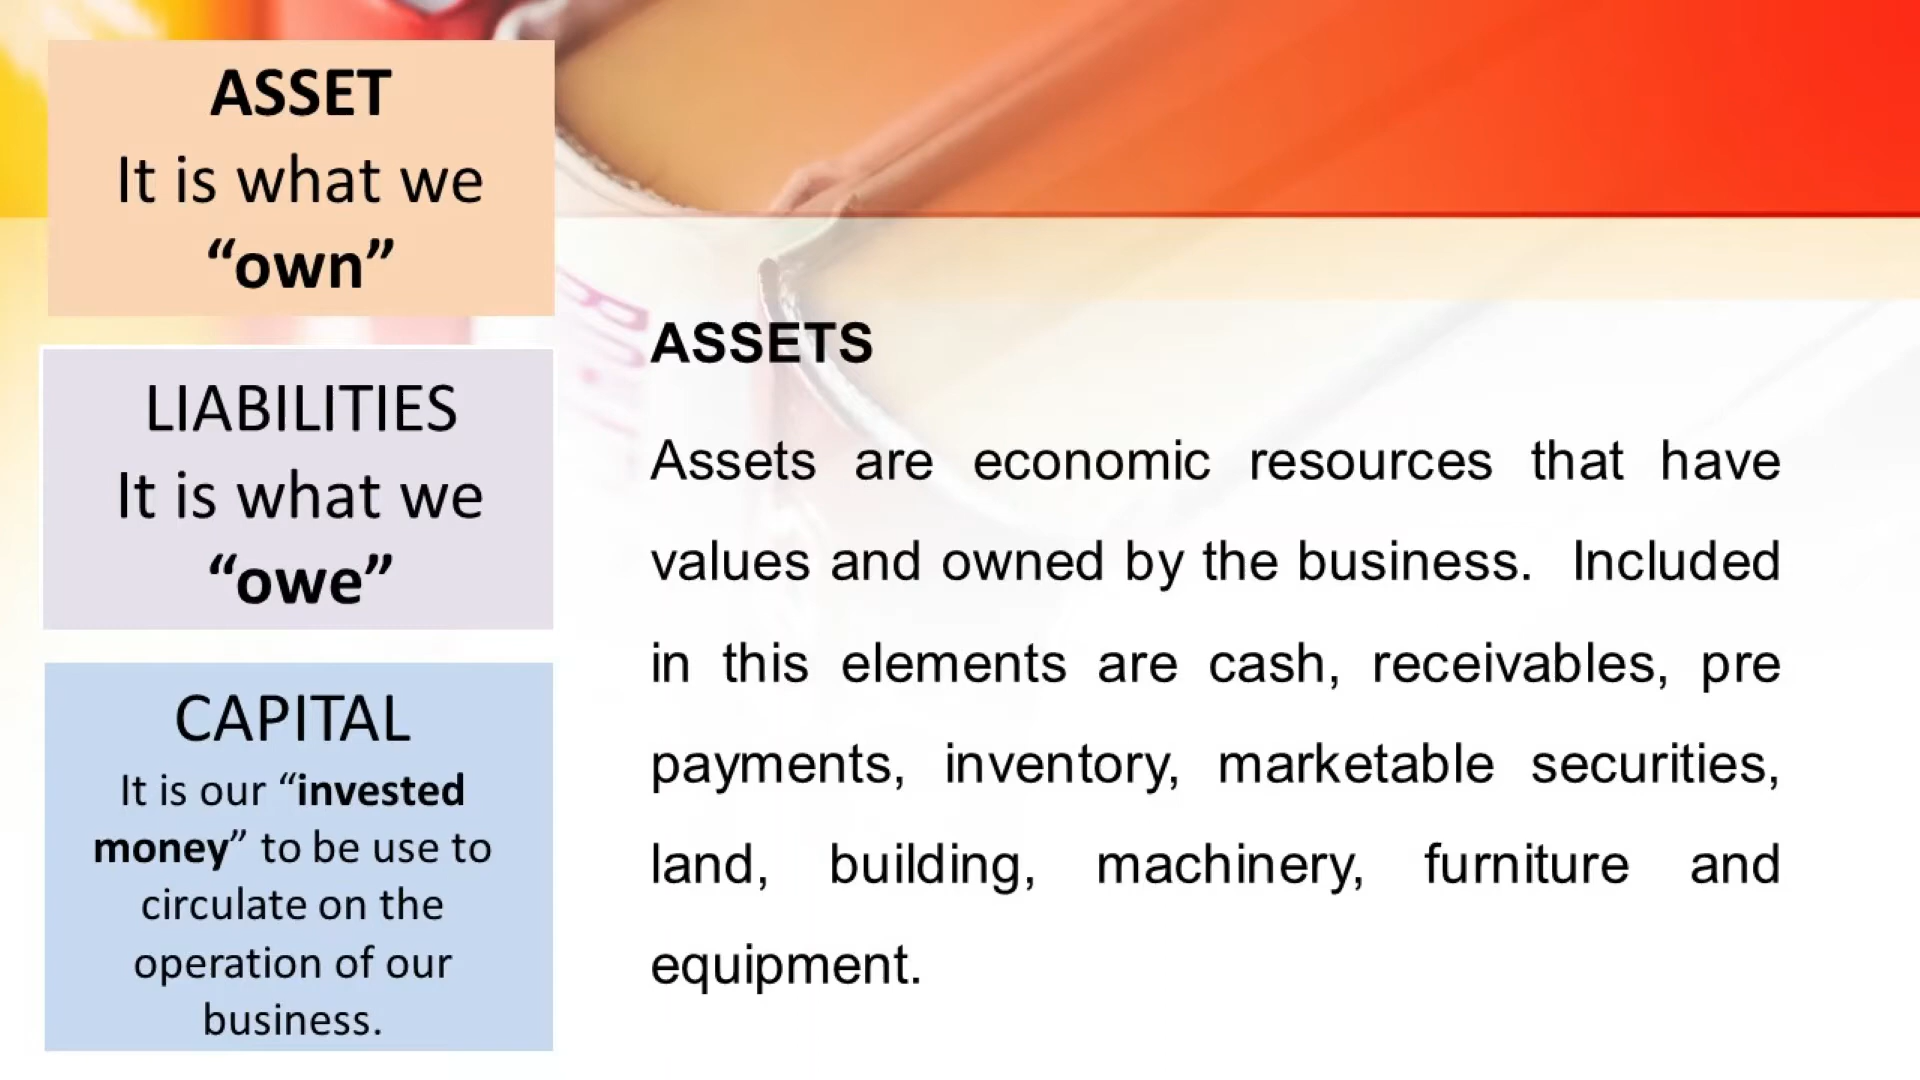 ASSET
It is what we
“own”
LIABILITIES
It is what we
“owe”
CAPITAL
It is our “invested
money” to be use to
circulate on the
operation of our
business.
ASSETS
Assets are economic resources that have
values and owned by the business. Included
in this elements are cash, receivables, pre
payments, inventory, marketable securities,
land, building, machinery, furniture and
equipment.